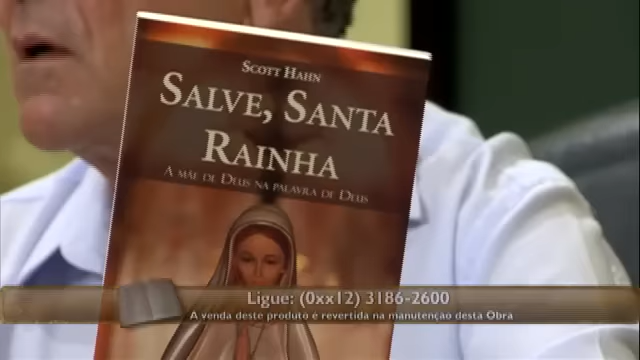 SCOTT HAHN
SALVE, SANTA
RAINHA
A MÃE DE DEUS NA PALAVRA DE DEUS
Ligue: (0xx12) 3186-2600
A venda deste produto é revertida na manutenção desta Obra